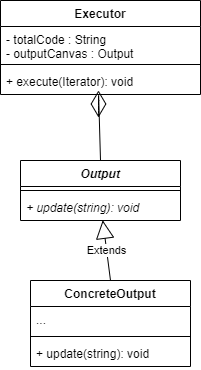 Executor
- totalCode : String
- outputCanvas : Output
+ execute(Iterator): void
Output
+ update(string): void
Extends
ConcreteOutput
...
+ update(string): void